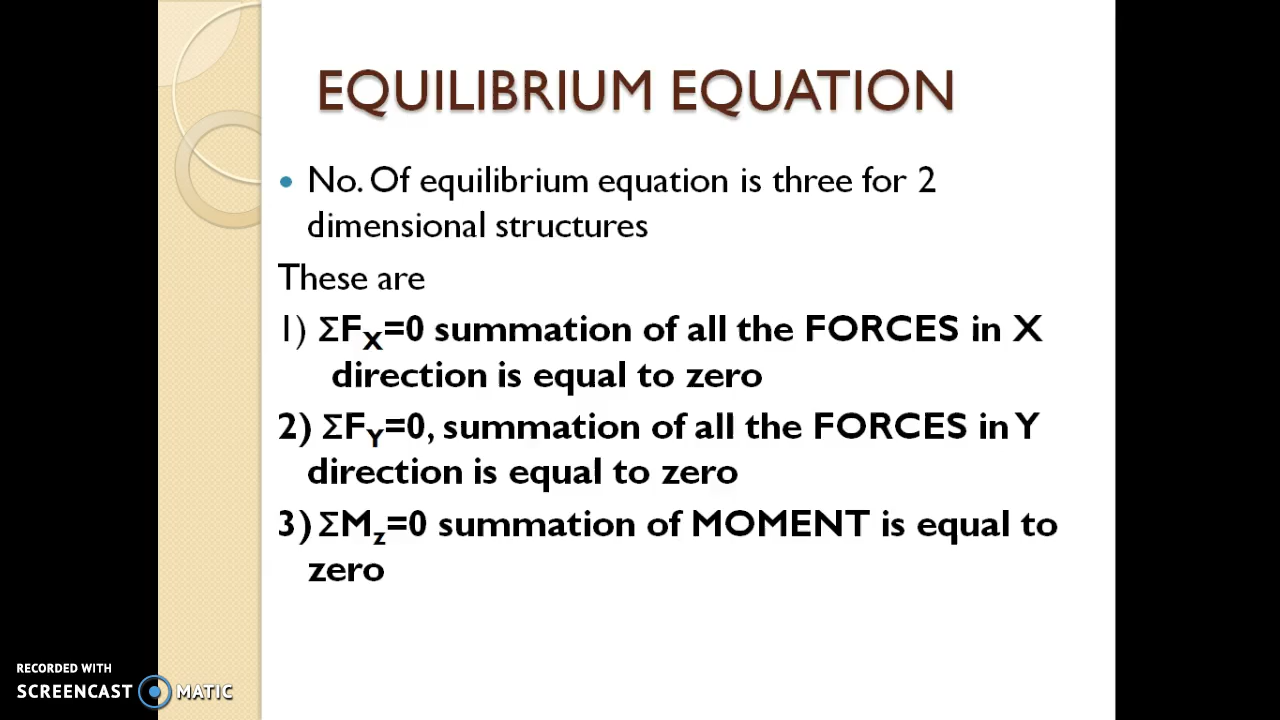 EQUILIBRIUM EQUATION
• No. Of equilibrium equation is three for 2
dimensional structures
These are
1) ΣFX=0 summation of all the FORCES in X
direction is equal to zero
2) ΣFY=0, summation of all the FORCES in Y
direction is equal to zero
3) ΣMz=0 summation of MOMENT is equal to
zero
RECORDED WITH
SCREENCAST MATIC